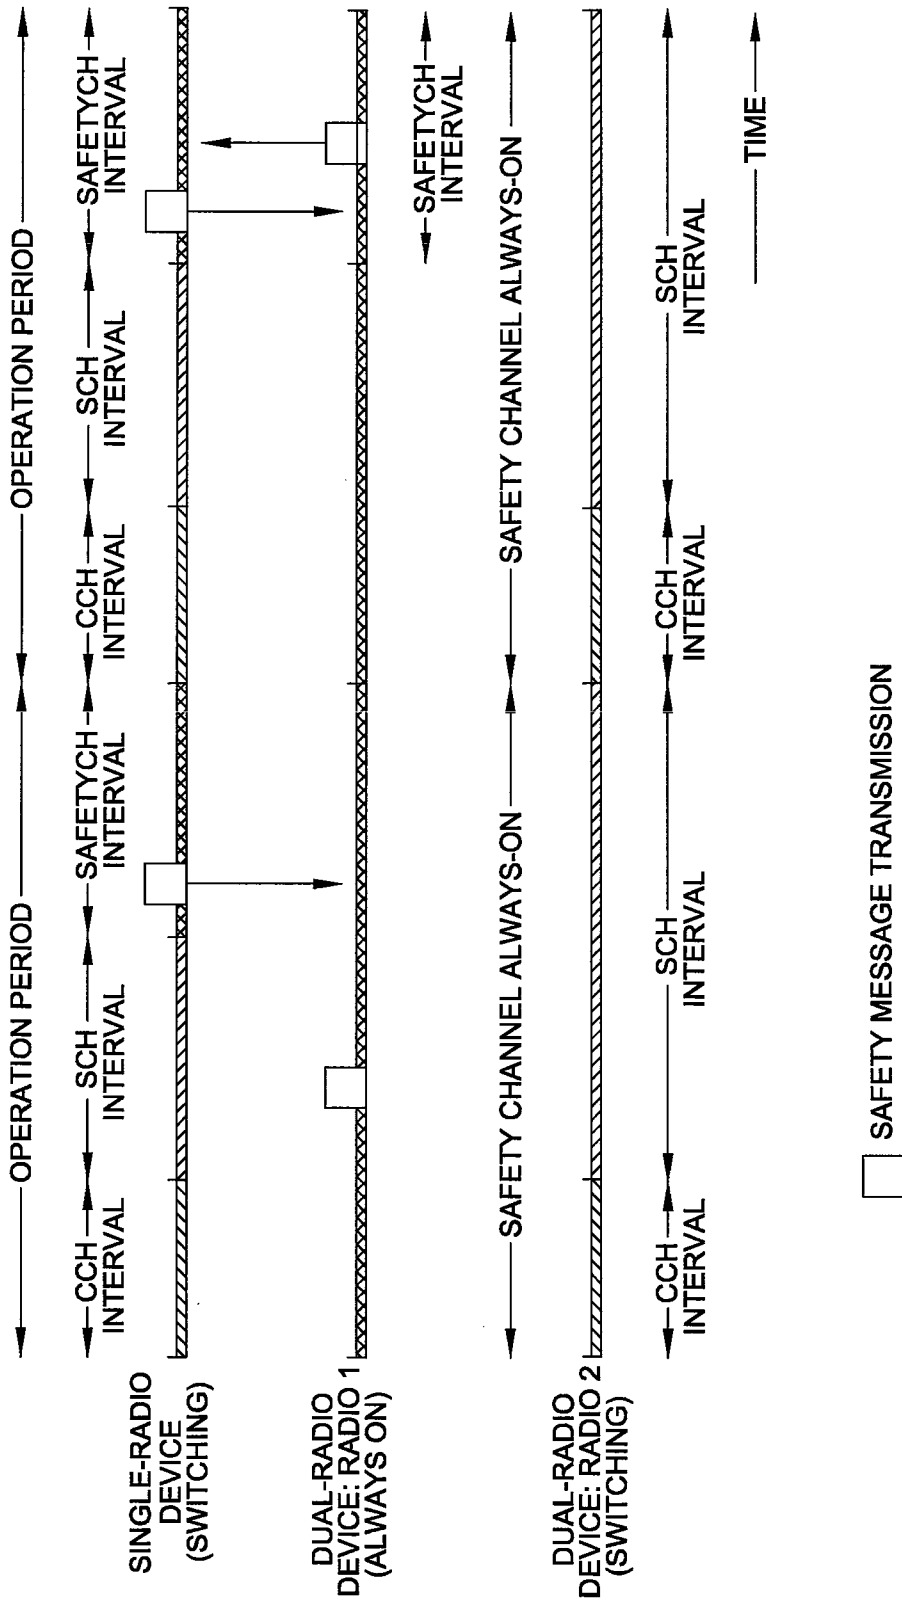 OPERATION PERIOD
OPERATION PERIOD
CCH
INTERVAL
SCH
INTERVAL
SAFETYCH
INTERVAL
CCH
INTERVAL
SCH
INTERVAL
SAFETYCH
INTERVAL
SINGLE-RADIO
DEVICE
(SWITCHING)
DUAL-RADIO
DEVICE: RADIO 1
(ALWAYS ON)
SAFETYCH
INTERVAL
SAFETY CHANNEL ALWAYS-ON
SAFETY CHANNEL ALWAYS-ON
DUAL-RADIO
DEVICE: RADIO 2
(SWITCHING)
CCH
INTERVAL
SCH
INTERVAL
CCH
INTERVAL
SCH
INTERVAL
TIME
SAFETY MESSAGE TRANSMISSION